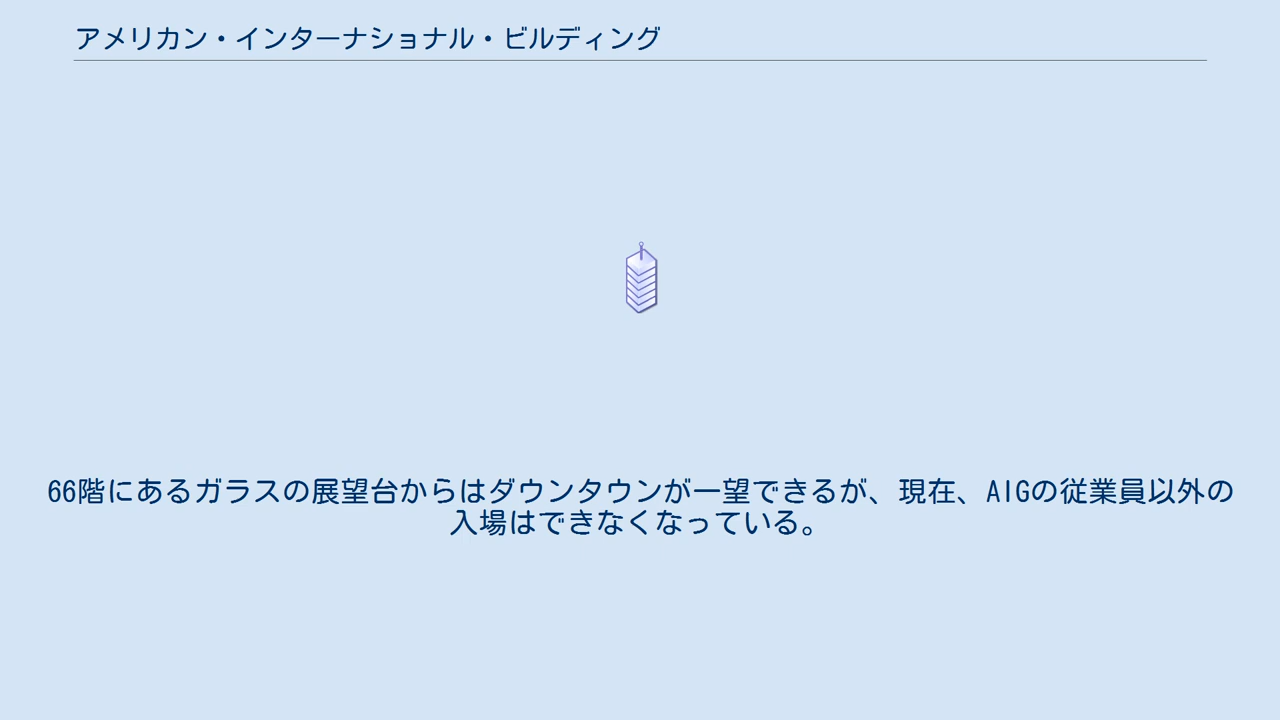 アメリカン・インターナショナル・ビルディング
66階にあるガラスの展望台からはダウンタウンが一望できるが、現在、AIGの従業員以外の
入場はできなくなっている。